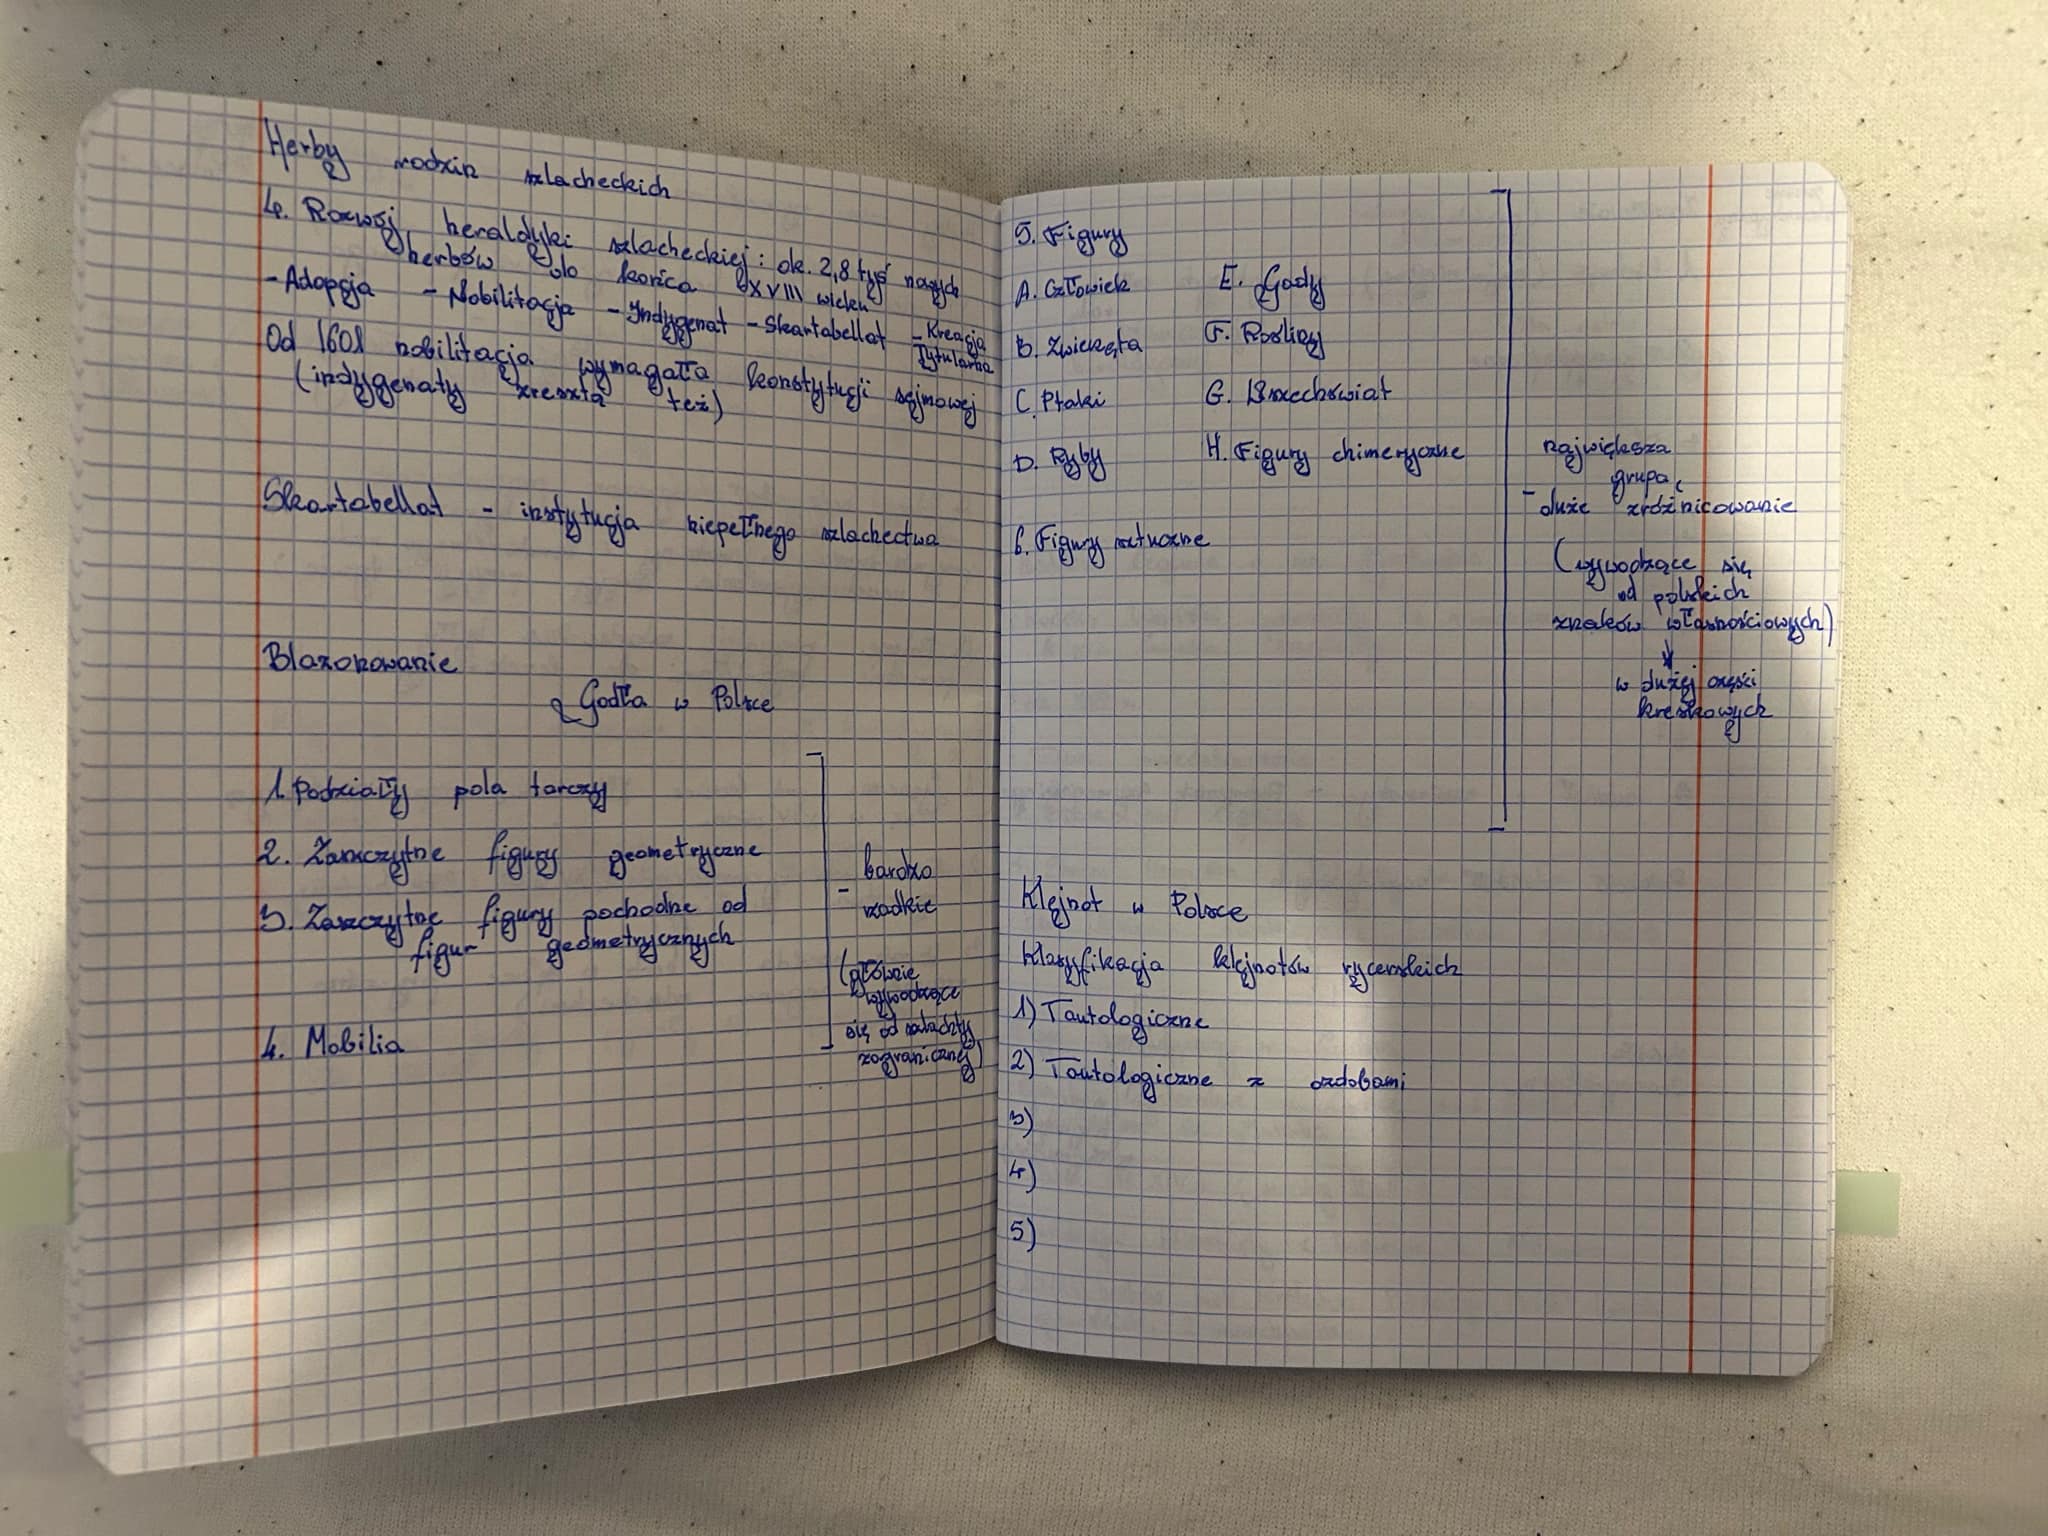 Herby rodzin szlacheckich
4. Rozwój heraldyki szlacheckiej: ok. 2,8 tyś nowych
herbów do końca XVIII wieku
- Adopcja - Nobilitacja - Indygenat - Skartabellat - Kreacja
Tytularna
Od 1601 nobilitacja wymagała konstytucji sejmowej
(indygenaty zresztą też)
Skartabellat - instytucja niepełnego szlachectwa
Blazonowanie
Godła w Polsce
1. Podziały pola tarczy
2. Zaszczytne figury geometryczne
3. Zaszczytne figury pochodne od
figur geometrycznych
4. Mobilia
- bardzo
rzadkie
(głównie
wywodzące
się od szlachty
zagranicznej)
5. Figury
A. Człowiek
B. Zwierzęta
C. Ptaki
D. Ryby
E. Gady
F. Rośliny
G. Wszechświat
H. Figury chimeryczne
6. Figury sztuczne
największa
grupa,
- duże zróżnicowanie
(wywodzące się
od polskich
znaków własnościowych)
w dużej części
kreskowych
Klejnot w Polsce
Klasyfikacja klejnotów rycerskich
1) Tautologiczne
2) Tautologiczne z ozdobami
3)
4)
5)